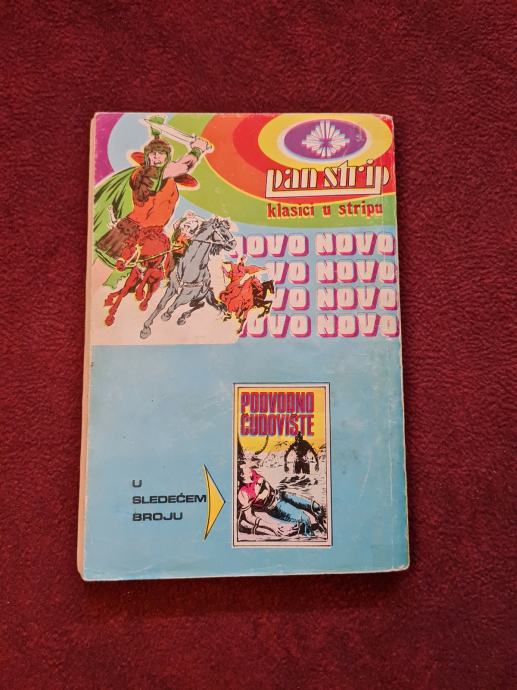 pan strip
klasici u stripu
NOVO NOVO
NOVO NOVO
NOVO NOVO
NOVO NOVO
PODVODNO
ČUDOVIŠTE
U
SLEDEĆEM
BROJU